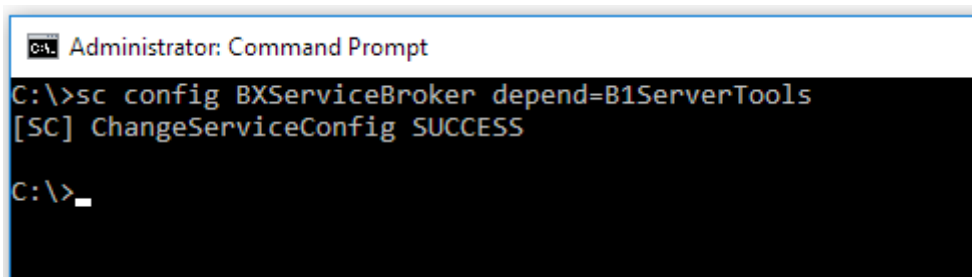 Administrator: Command Prompt
C:\>sc config BXServiceBroker depend=B1ServerTools
[SC] ChangeServiceConfig SUCCESS
C:\>